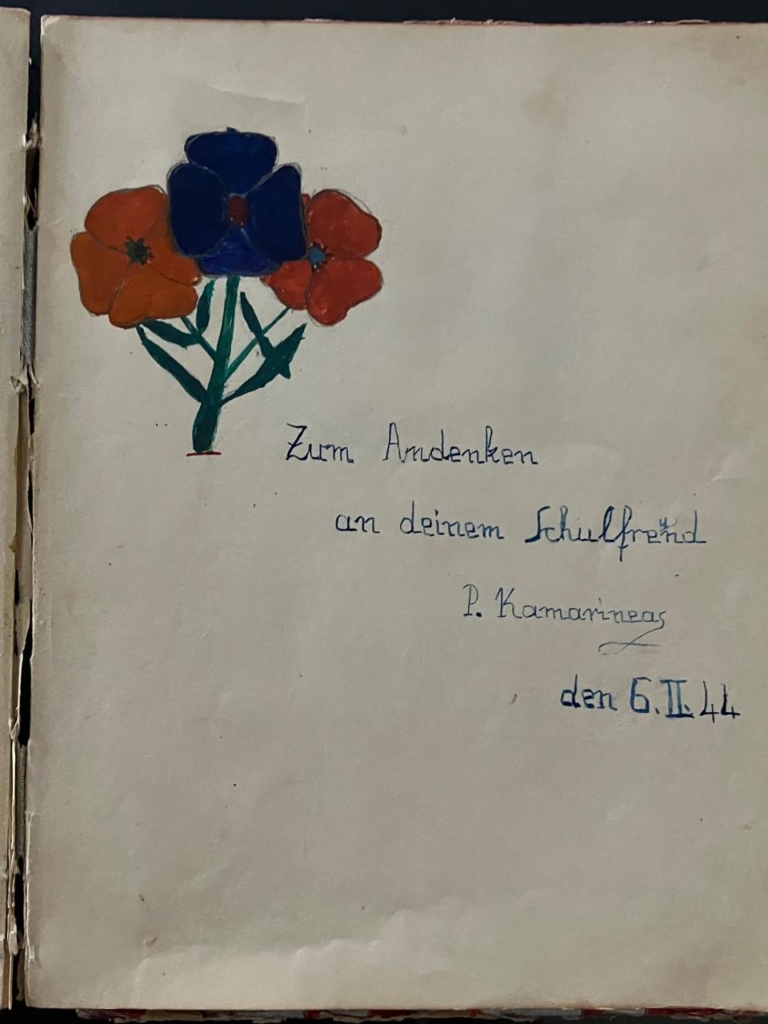 Zum Andenken
an deinem Schulfreund
P. Kamarineas
den 6.II.44